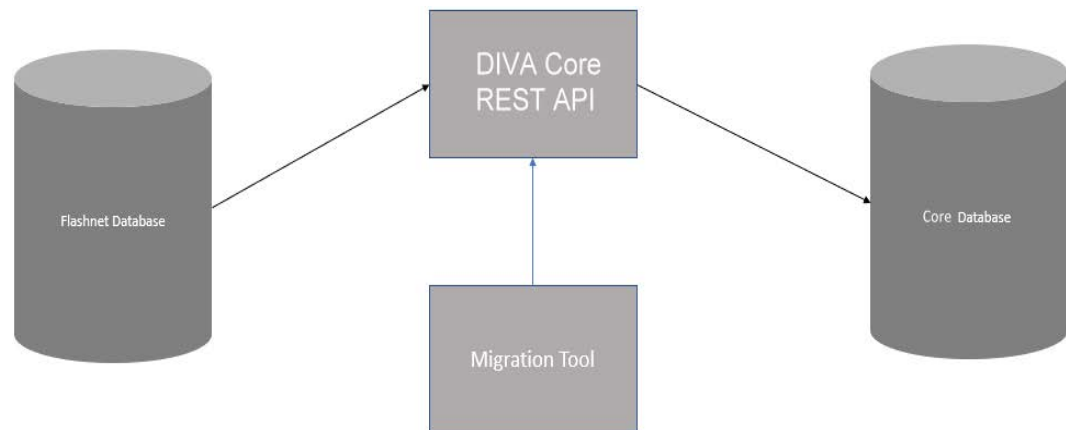 DIVA Core
REST API
Flashnet Database
Core Database
Migration Tool